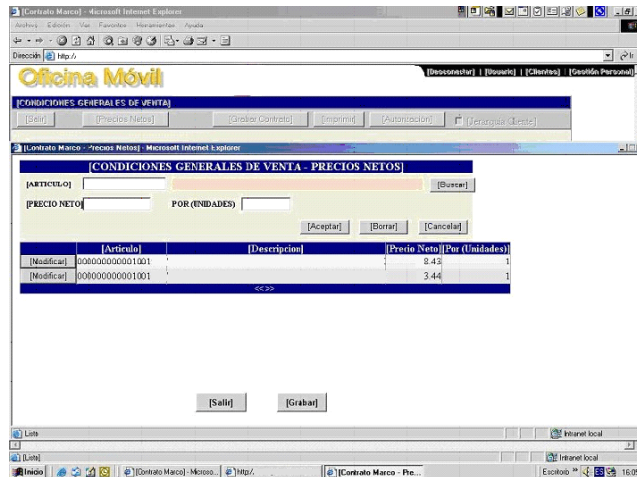 [Contrato Marco] - Microsoft Internet Explorer
Archivo Edición Ver Favoritos Herramientas Ayuda
Dirección http:/
Oficina Móvil
[Desconectar] | [Usuario] | [Clientes] | [Gestión Personal]
[CONDICIONES GENERALES DE VENTA]
[Salir] [Precios Netos] [Grabar Contrato] [Imprimir] [Autorización] [Jerarquía Cliente]
[Contrato Marco - Precios Netos] - Microsoft Internet Explorer
[CONDICIONES GENERALES DE VENTA - PRECIOS NETOS]
[ARTICULO] [Buscar]
[PRECIO NETO] POR (UNIDADES)
[Aceptar] [Borrar] [Cancelar]
[Articulo] [Descripcion] [Precio Neto] [Por (Unidades)]
[Modificar] 000000000001001 8.43 1
[Modificar] 000000000001001 3.44 1
<< >>
[Salir] [Grabar]
Listo Intranet local
[Listo] Intranet local
Inicio [Contrato Marco] - Microso... http:/. [Contrato Marco - Pre... Escritorio » ES 16:05